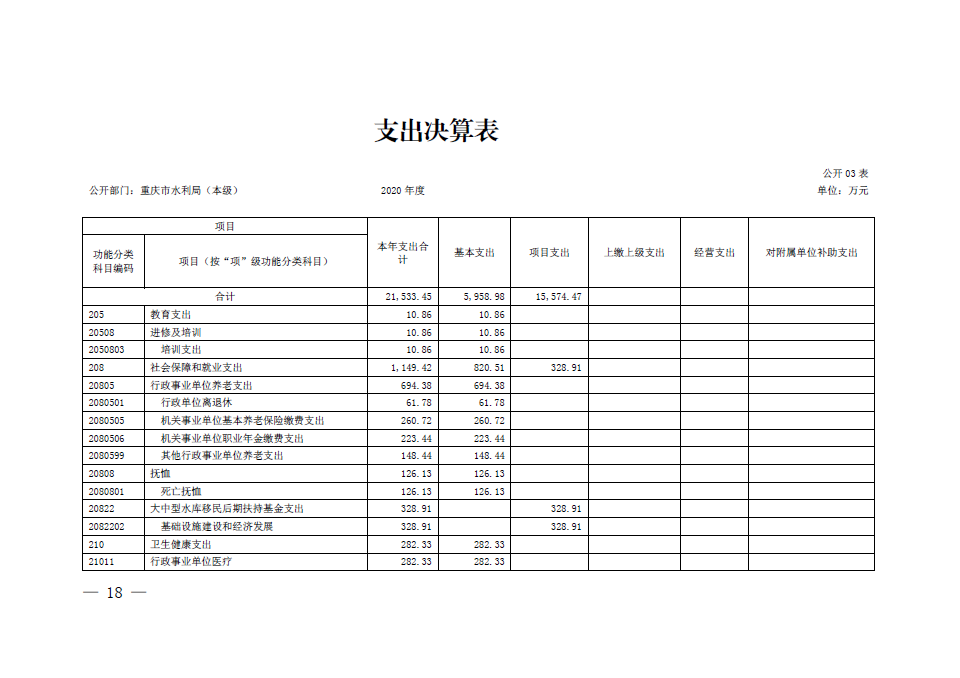 支出决算表
公开 03 表
公开部门：重庆市水利局（本级） 2020 年度 单位：万元
项目 本年支出合计 基本支出 项目支出 上缴上级支出 经营支出 对附属单位补助支出
功能分类科目编码 项目（按“项”级功能分类科目）
合计 21,533.45 5,958.98 15,574.47
205 教育支出 10.86 10.86
20508 进修及培训 10.86 10.86
2050803 培训支出 10.86 10.86
208 社会保障和就业支出 1,149.42 820.51 328.91
20805 行政事业单位养老支出 694.38 694.38
2080501 行政单位离退休 61.78 61.78
2080505 机关事业单位基本养老保险缴费支出 260.72 260.72
2080506 机关事业单位职业年金缴费支出 223.44 223.44
2080599 其他行政事业单位养老支出 148.44 148.44
20808 抚恤 126.13 126.13
2080801 死亡抚恤 126.13 126.13
20822 大中型水库移民后期扶持基金支出 328.91 328.91
2082202 基础设施建设和经济发展 328.91 328.91
210 卫生健康支出 282.33 282.33
21011 行政事业单位医疗 282.33 282.33
— 18 —